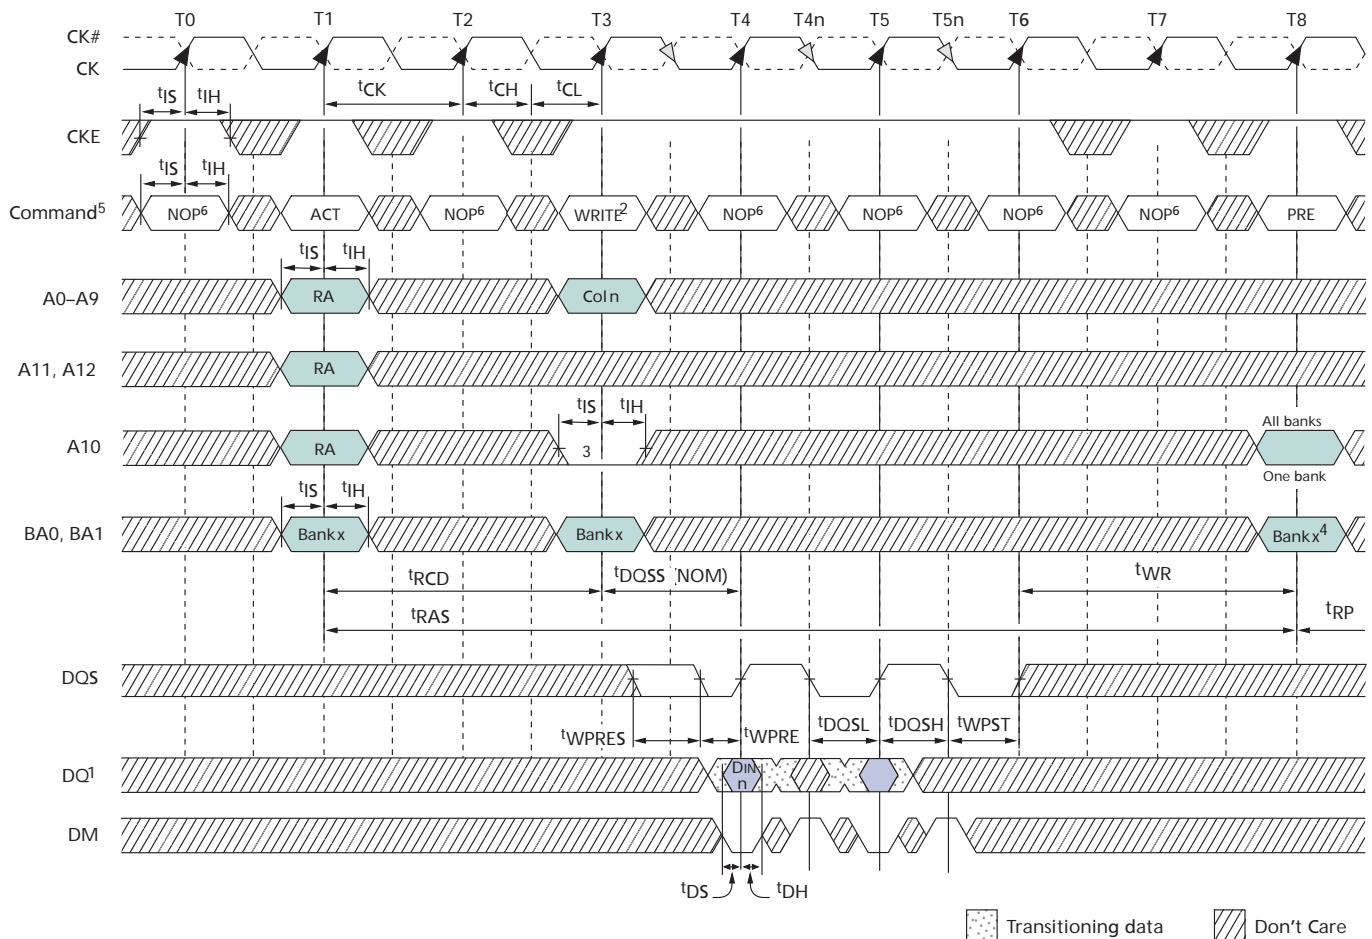 T0 T1 T2 T3 T4 T4n T5 T5n T6 T7 T8
CK#
CK
tIS tIH tCK tCH tCL
CKE
tIS tIH
Command5 NOP6 ACT NOP6 WRITE2 NOP6 NOP6 NOP6 NOP6 PRE
tIS tIH
A0–A9 RA Col n
A11, A12 RA
tIS tIH
All banks
A10 RA 3
One bank
tIS tIH
BA0, BA1 Bank x Bank x Bank x4
tRCD tDQSS (NOM) tWR
tRAS tRP
DQS
tWPRES tWPRE tDQSL tDQSH tWPST
DQ1 DIN
n
DM
tDS tDH
Transitioning data Don't Care